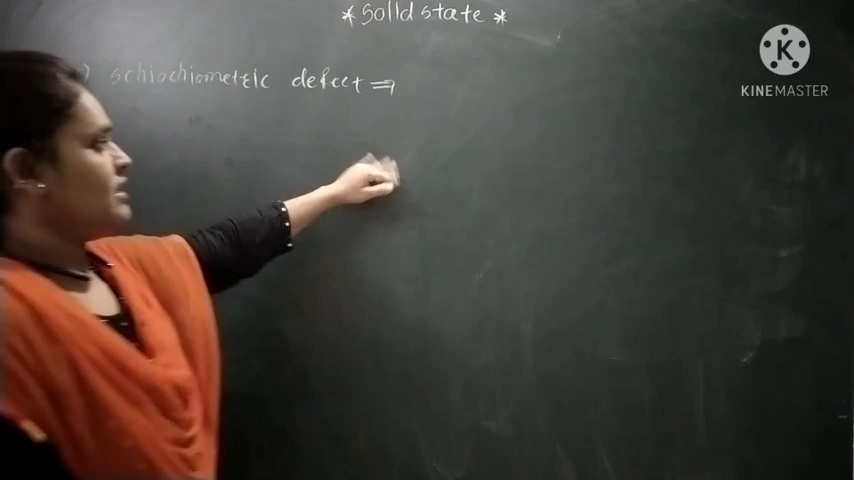 * Solid state *
) schiochiometric defect ⇒
K
KINEMASTER